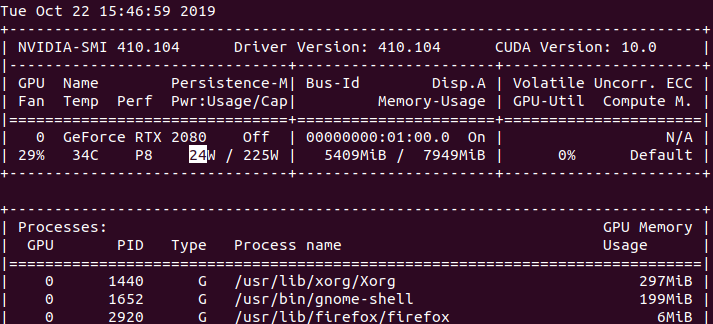 Tue Oct 22 15:46:59 2019
+-----------------------------------------------------------------------------+
| NVIDIA-SMI 410.104      Driver Version: 410.104      CUDA Version: 10.0     |
|-------------------------------+----------------------+----------------------+
| GPU  Name        Persistence-M| Bus-Id        Disp.A | Volatile Uncorr. ECC |
| Fan  Temp  Perf  Pwr:Usage/Cap|         Memory-Usage | GPU-Util  Compute M. |
|===============================+======================+======================|
|   0  GeForce RTX 2080    Off  | 00000000:01:00.0  On |                  N/A |
| 29%   34C    P8    24W / 225W |   5409MiB /  7949MiB |      0%      Default |
+-------------------------------+----------------------+----------------------+

+-----------------------------------------------------------------------------+
| Processes:                                                       GPU Memory |
|  GPU       PID   Type   Process name                             Usage      |
|=============================================================================|
|    0      1440      G   /usr/lib/xorg/Xorg                           297MiB |
|    0      1652      G   /usr/bin/gnome-shell                         199MiB |
|    0      2920      G   /usr/lib/firefox/firefox                       6MiB |